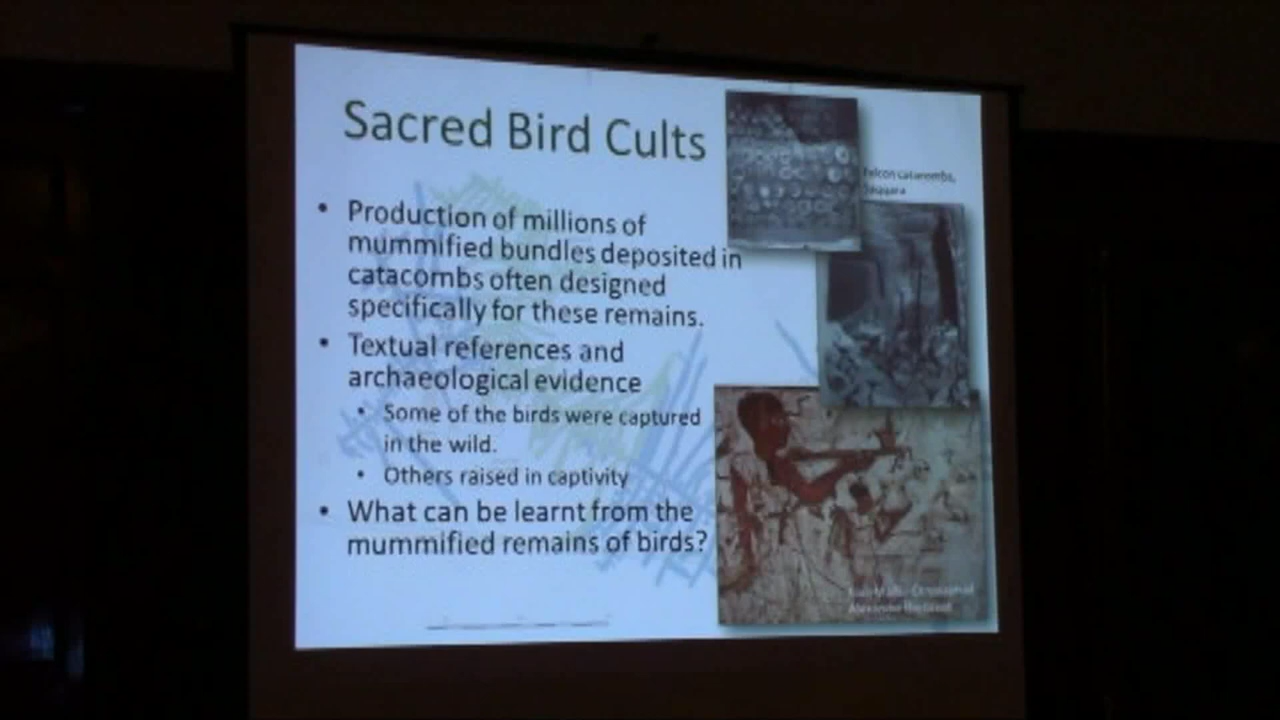 Sacred Bird Cults
Falcon catacombs,
Saqqara
• Production of millions of
mummified bundles deposited in
catacombs often designed
specifically for these remains.
• Textual references and
archaeological evidence
• Some of the birds were captured
in the wild.
• Others raised in captivity
• What can be learnt from the
mummified remains of birds?